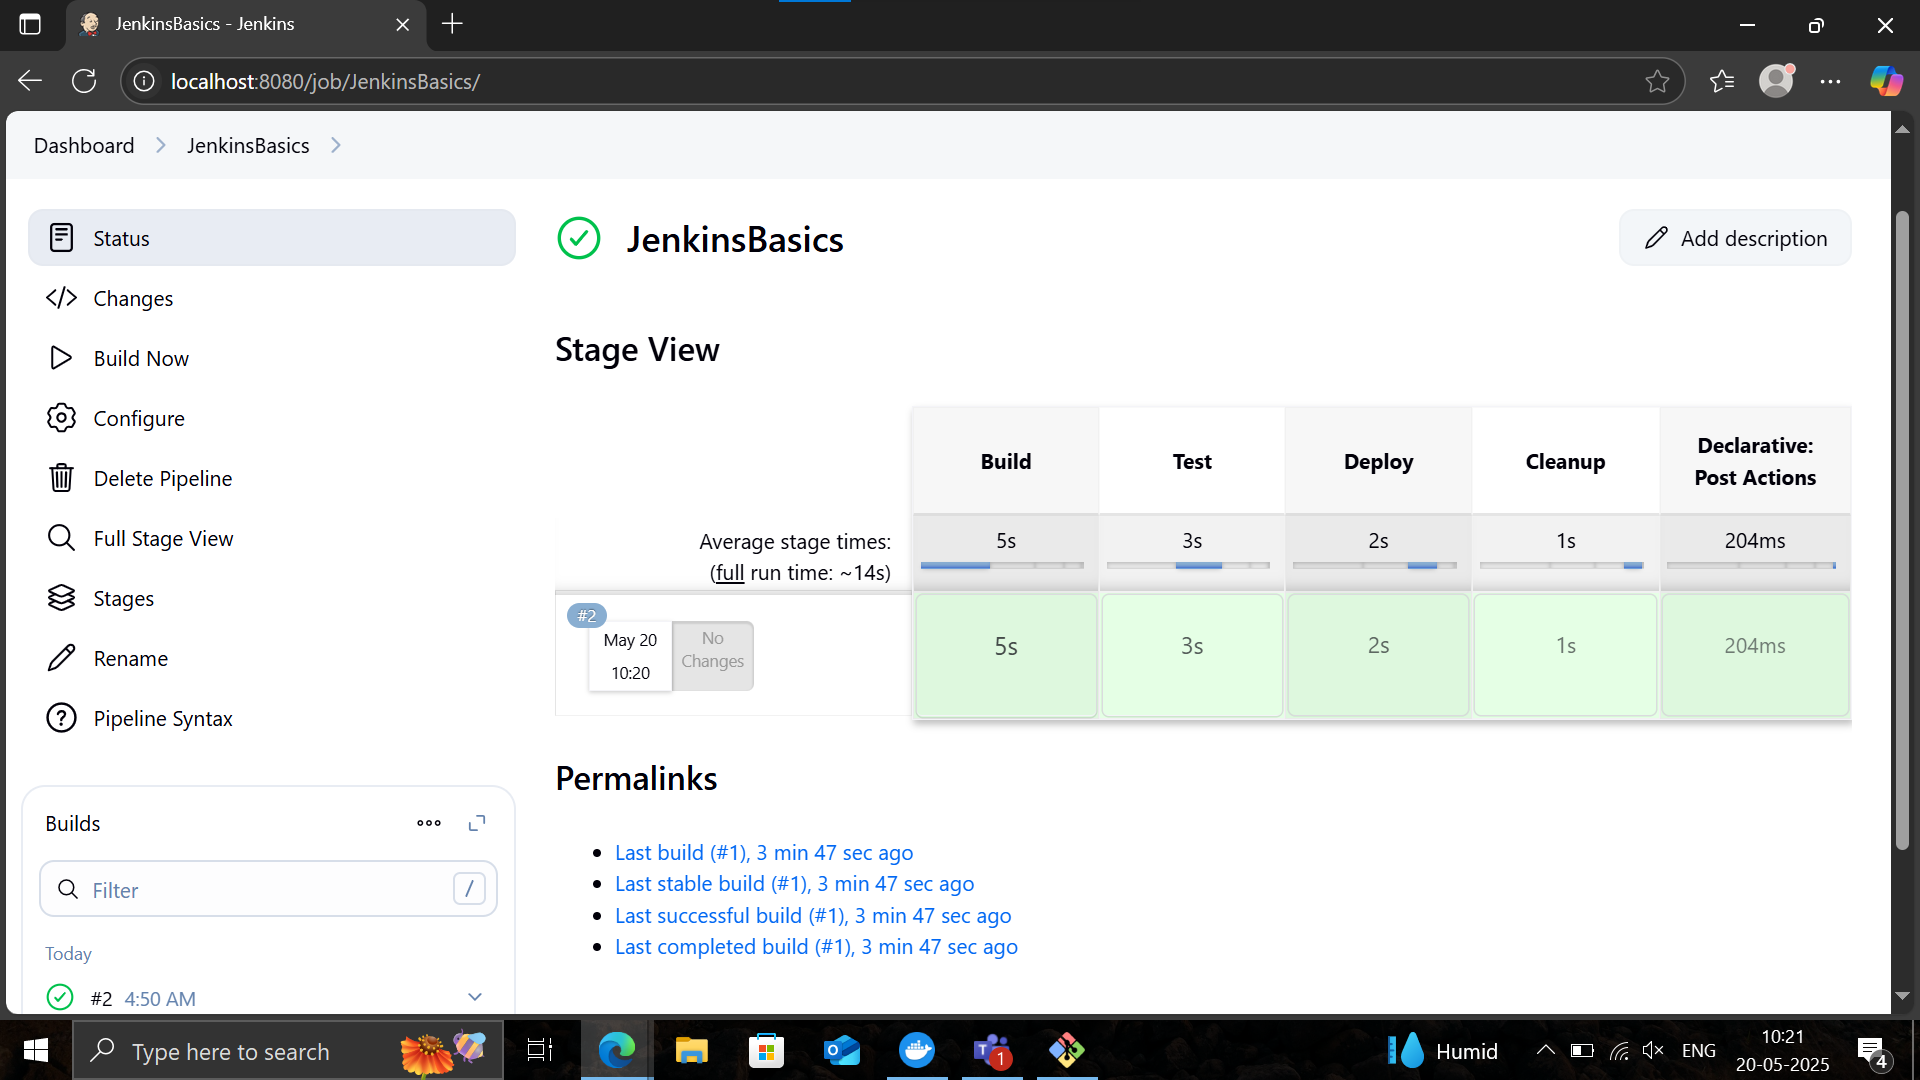 JenkinsBasics - Jenkins
localhost:8080/job/JenkinsBasics/
Dashboard
JenkinsBasics
Status
Changes
Build Now
Configure
Delete Pipeline
Full Stage View
Stages
Rename
Pipeline Syntax
Builds
Filter
/
Today
#2 4:50 AM
JenkinsBasics
Add description
Stage View
Build
Test
Deploy
Cleanup
Declarative:
Post Actions
Average stage times:
(full run time: ~14s)
5s
3s
2s
1s
204ms
#2
May 20
10:20
No
Changes
5s
3s
2s
1s
204ms
Permalinks
Last build (#1), 3 min 47 sec ago
Last stable build (#1), 3 min 47 sec ago
Last successful build (#1), 3 min 47 sec ago
Last completed build (#1), 3 min 47 sec ago
Type here to search
1
Humid
ENG
10:21
20-05-2025
4